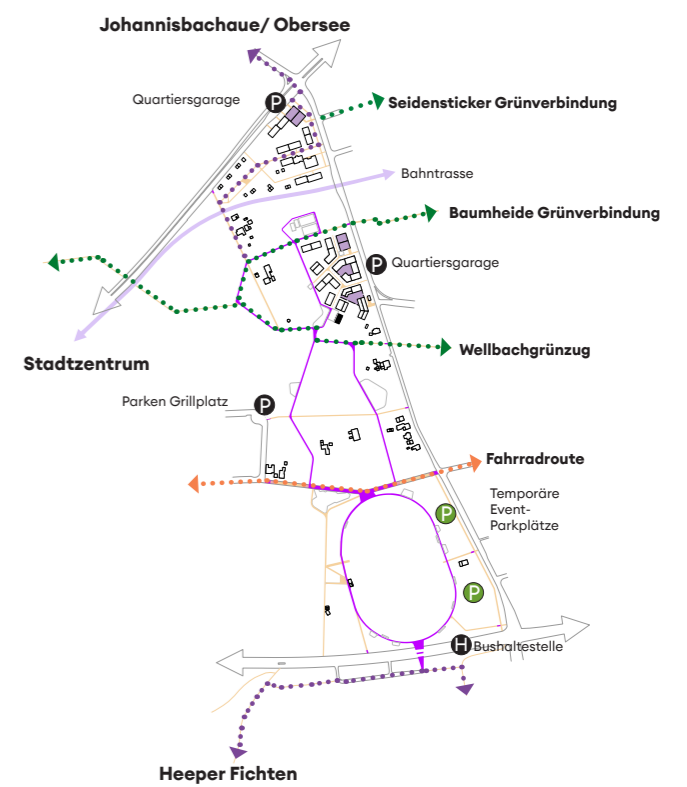 Johannisbachaue/ Obersee
Quartiersgarage
P
Seidensticker Grünverbindung
Bahntrasse
Baumheide Grünverbindung
P
Quartiersgarage
Stadtzentrum
Wellbachgrünzug
Parken Grillplatz
P
Fahrradroute
Temporäre
Event-
Parkplätze
P
P
H
Bushaltestelle
Heeper Fichten